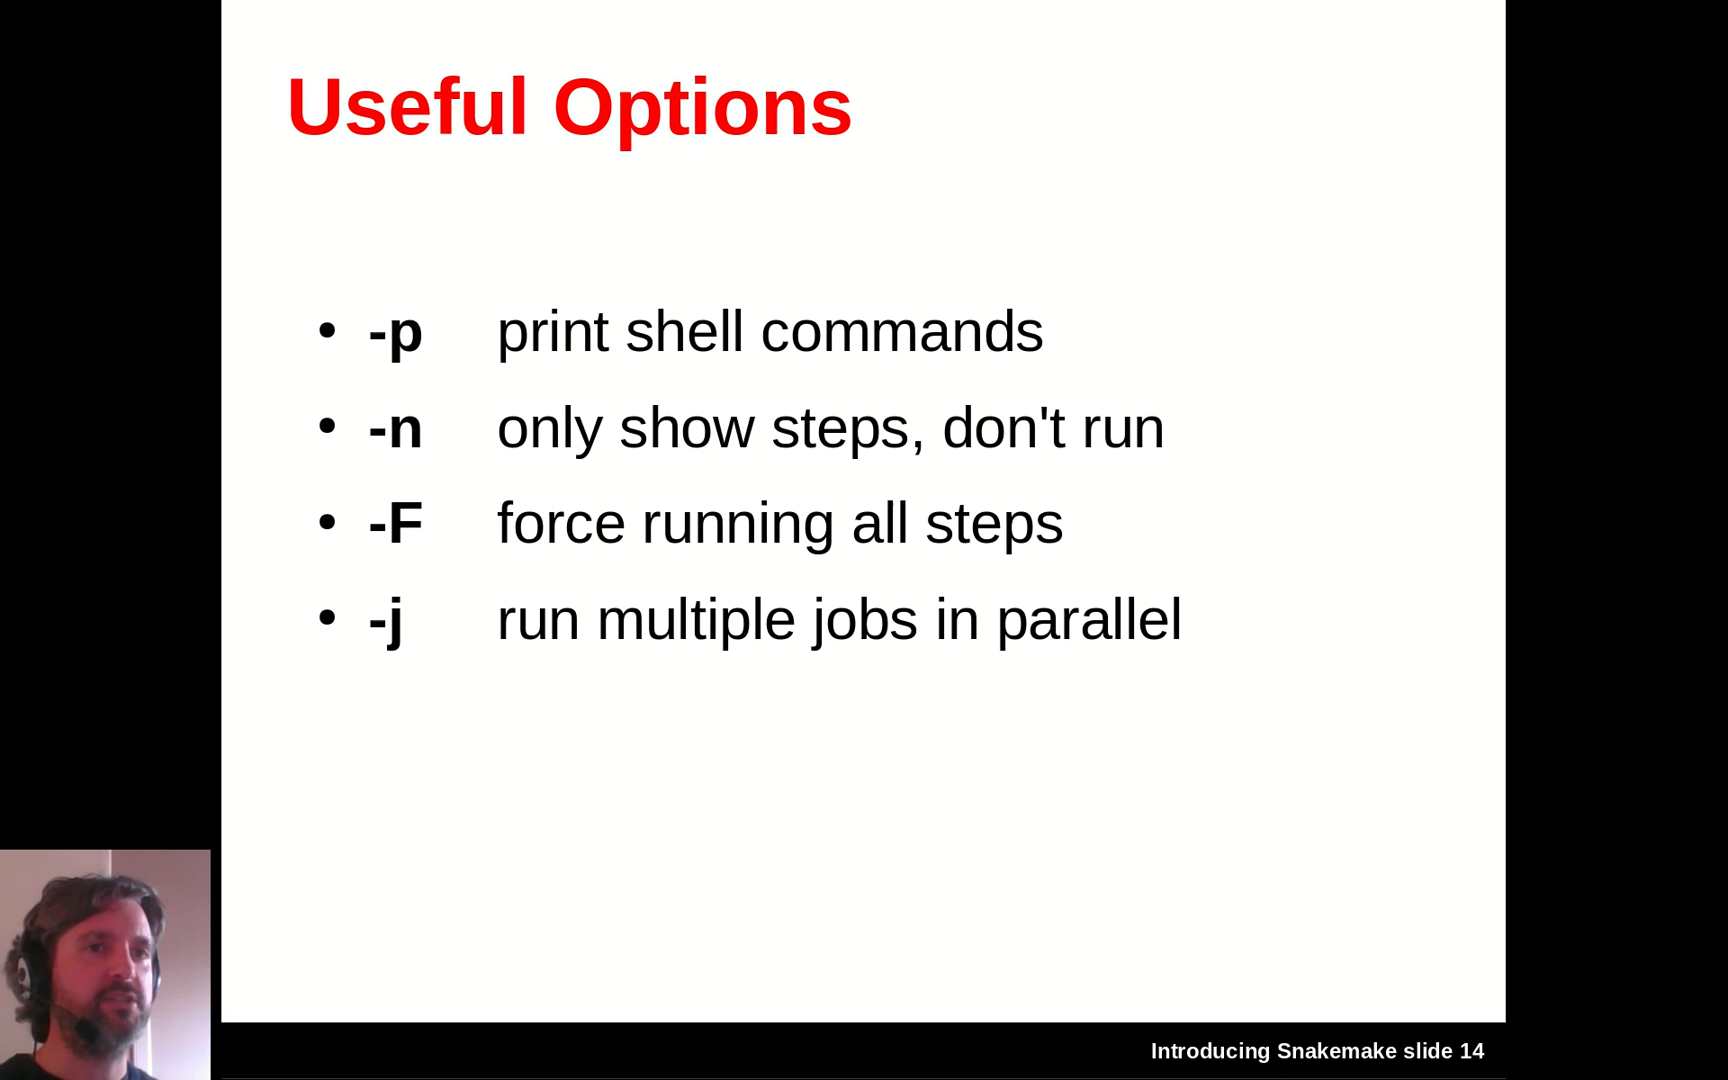 Useful Options
• -p print shell commands
• -n only show steps, don't run
• -F force running all steps
• -j run multiple jobs in parallel
Introducing Snakemake slide 14